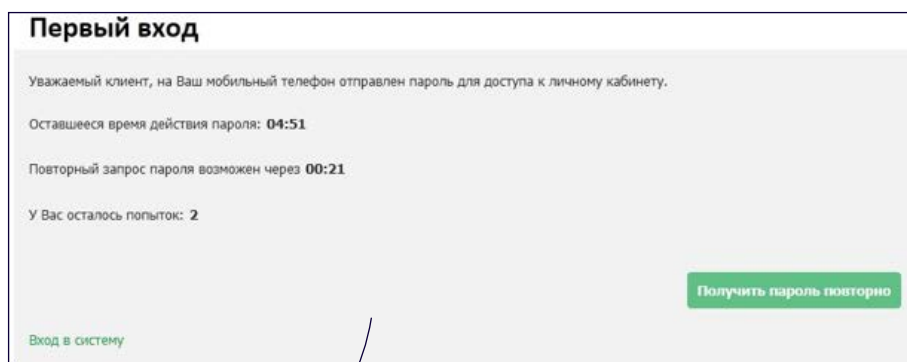 Первый вход
Уважаемый клиент, на Ваш мобильный телефон отправлен пароль для доступа к личному кабинету.
Оставшееся время действия пароля: 04:51
Повторный запрос пароля возможен через 00:21
У Вас осталось попыток: 2
Получить пароль повторно
Вход в систему